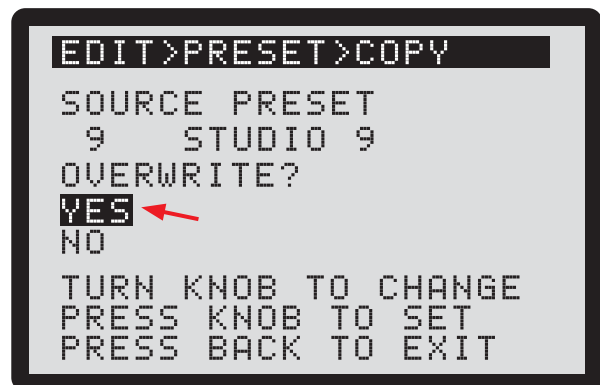 EDIT>PRESET>COPY
SOURCE PRESET
9 STUDIO 9
OVERWRITE?
YES
NO
TURN KNOB TO CHANGE
PRESS KNOB TO SET
PRESS BACK TO EXIT